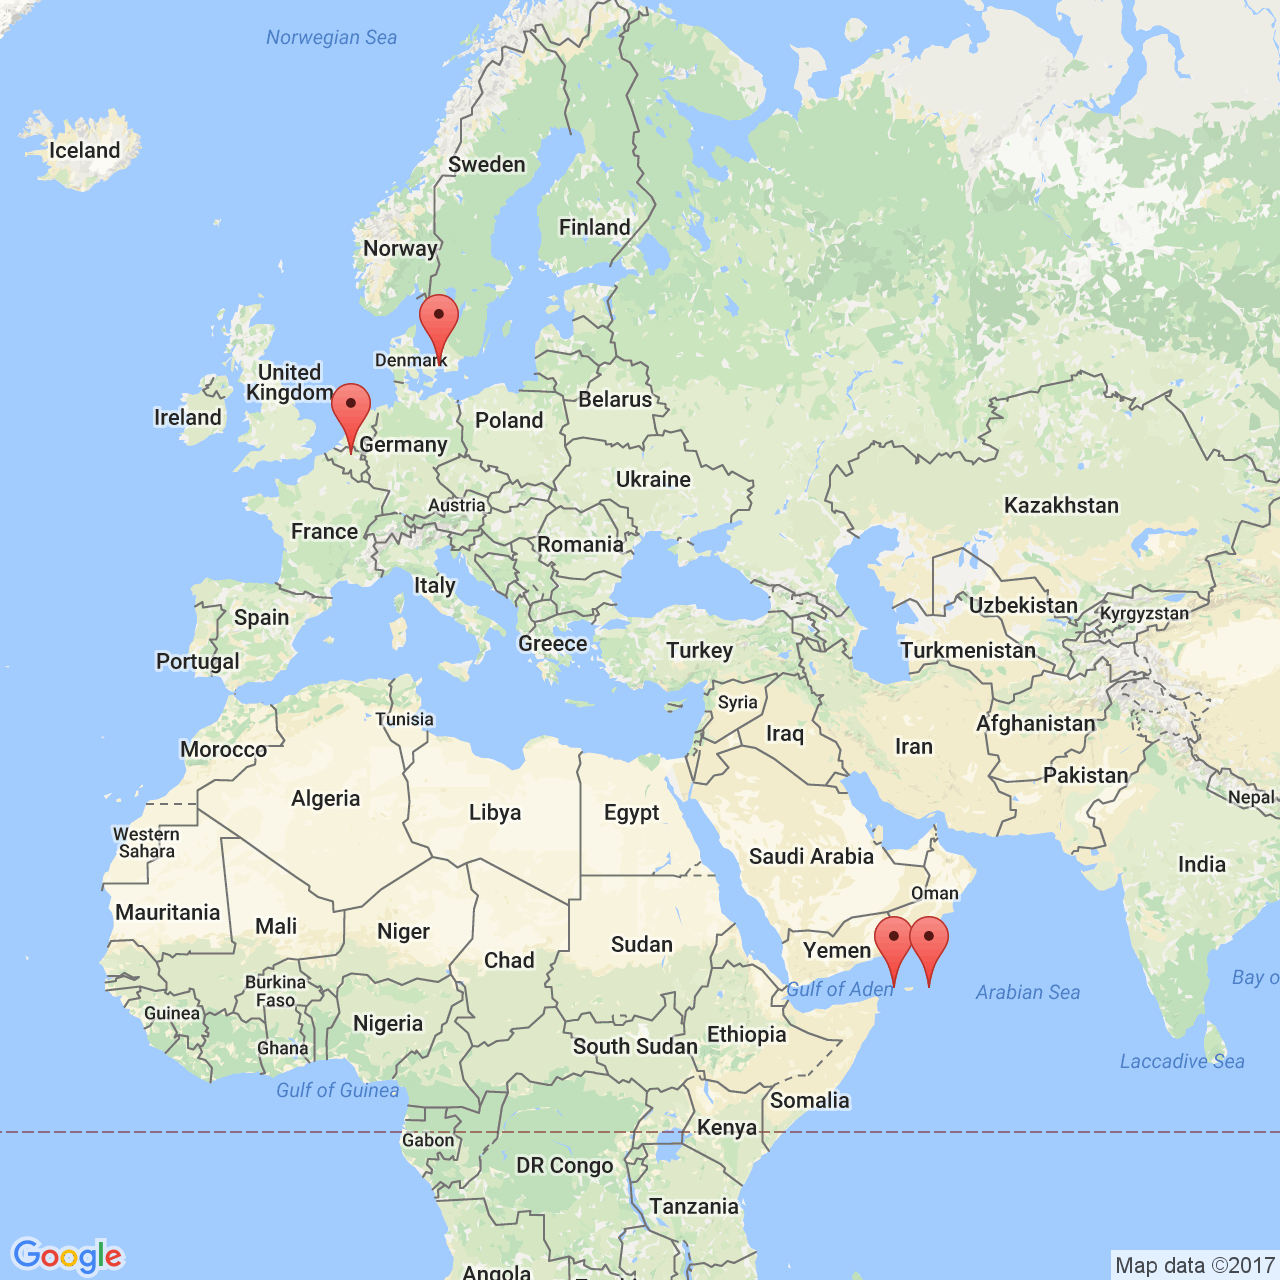 Norwegian Sea
Iceland
Sweden
Finland
Norway
Denmark
United
Kingdom
Ireland
Belarus
Poland
Germany
Ukraine
Kazakhstan
Austria
France
Romania
Italy
Uzbekistan
Kyrgyzstan
Spain
Greece
Turkey
Turkmenistan
Portugal
Syria
Tunisia
Afghanistan
Iraq
Iran
Morocco
Pakistan
Algeria
Nepal
Libya
Egypt
Western
Sahara
Saudi Arabia
India
Oman
Mauritania
Mali
Niger
Sudan
Yemen
Chad
Bay o
Burkina
Faso
Gulf of Aden
Arabian Sea
Guinea
Nigeria
Ethiopia
Ghana
South Sudan
Laccadive Sea
Gulf of Guinea
Somalia
Kenya
Gabon
DR Congo
Tanzania
Google
Angola
Map data ©2017